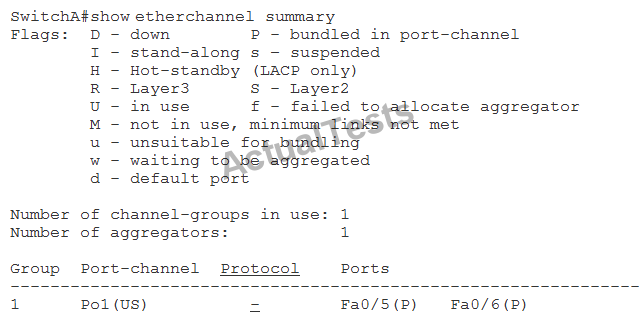 SwitchA#show etherchannel summary
Flags:  D - down        P - bundled in port-channel
        I - stand-along s - suspended
        H - Hot-standby (LACP only)
        R - Layer3      S - Layer2
        U - in use      f - failed to allocate aggregator
        M - not in use, minimum links not met
        u - unsuitable for bundling
        w - waiting to be aggregated
        d - default port
ActualTests
Number of channel-groups in use: 1
Number of aggregators:           1
Group  Port-channel  Protocol    Ports
---------------------------------------------------------------
1      Po1(US)          -        Fa0/5(P)   Fa0/6(P)